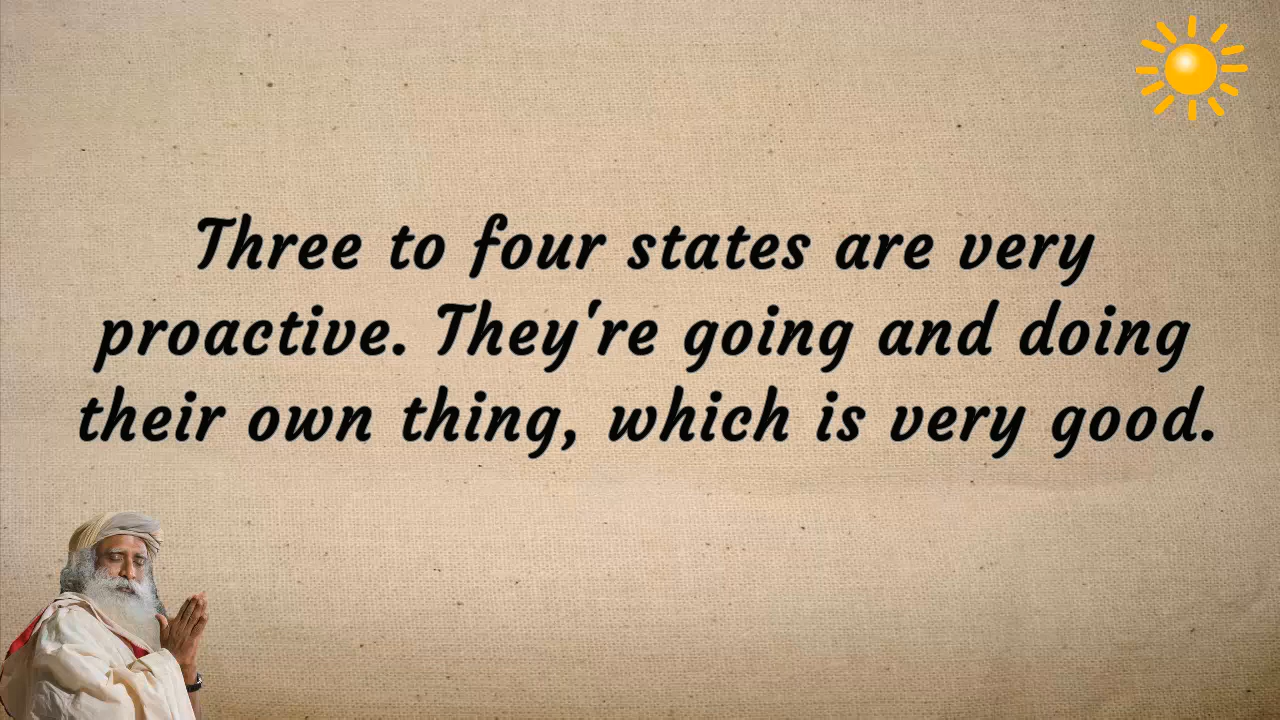 Three to four states are very
proactive. They're going and doing
their own thing, which is very good.